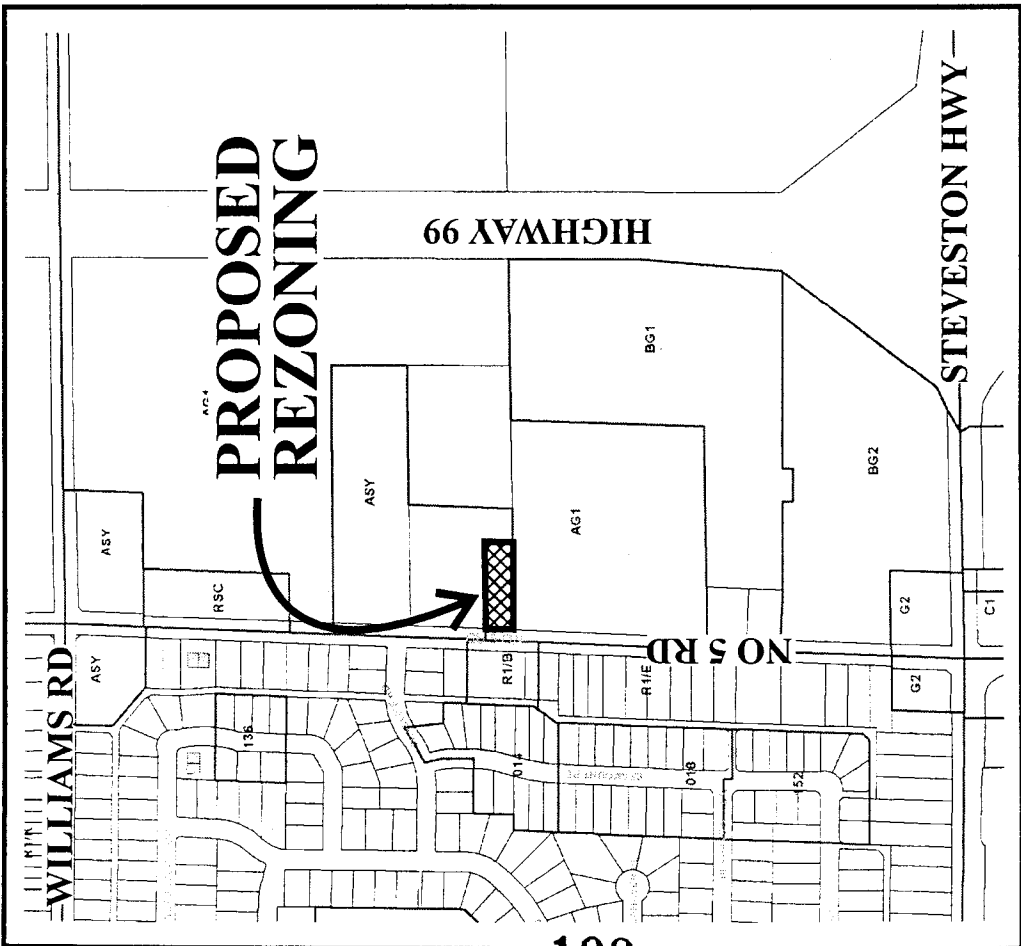 PROPOSED
REZONING
HIGHWAY 99
STEVESTON HWY
WILLIAMS RD
NO 5 RD
ASY
RSC
ASY
ASY
BG1
AG1
BG2
G2
C1
G2
R1/B
R1/E
136
018
152